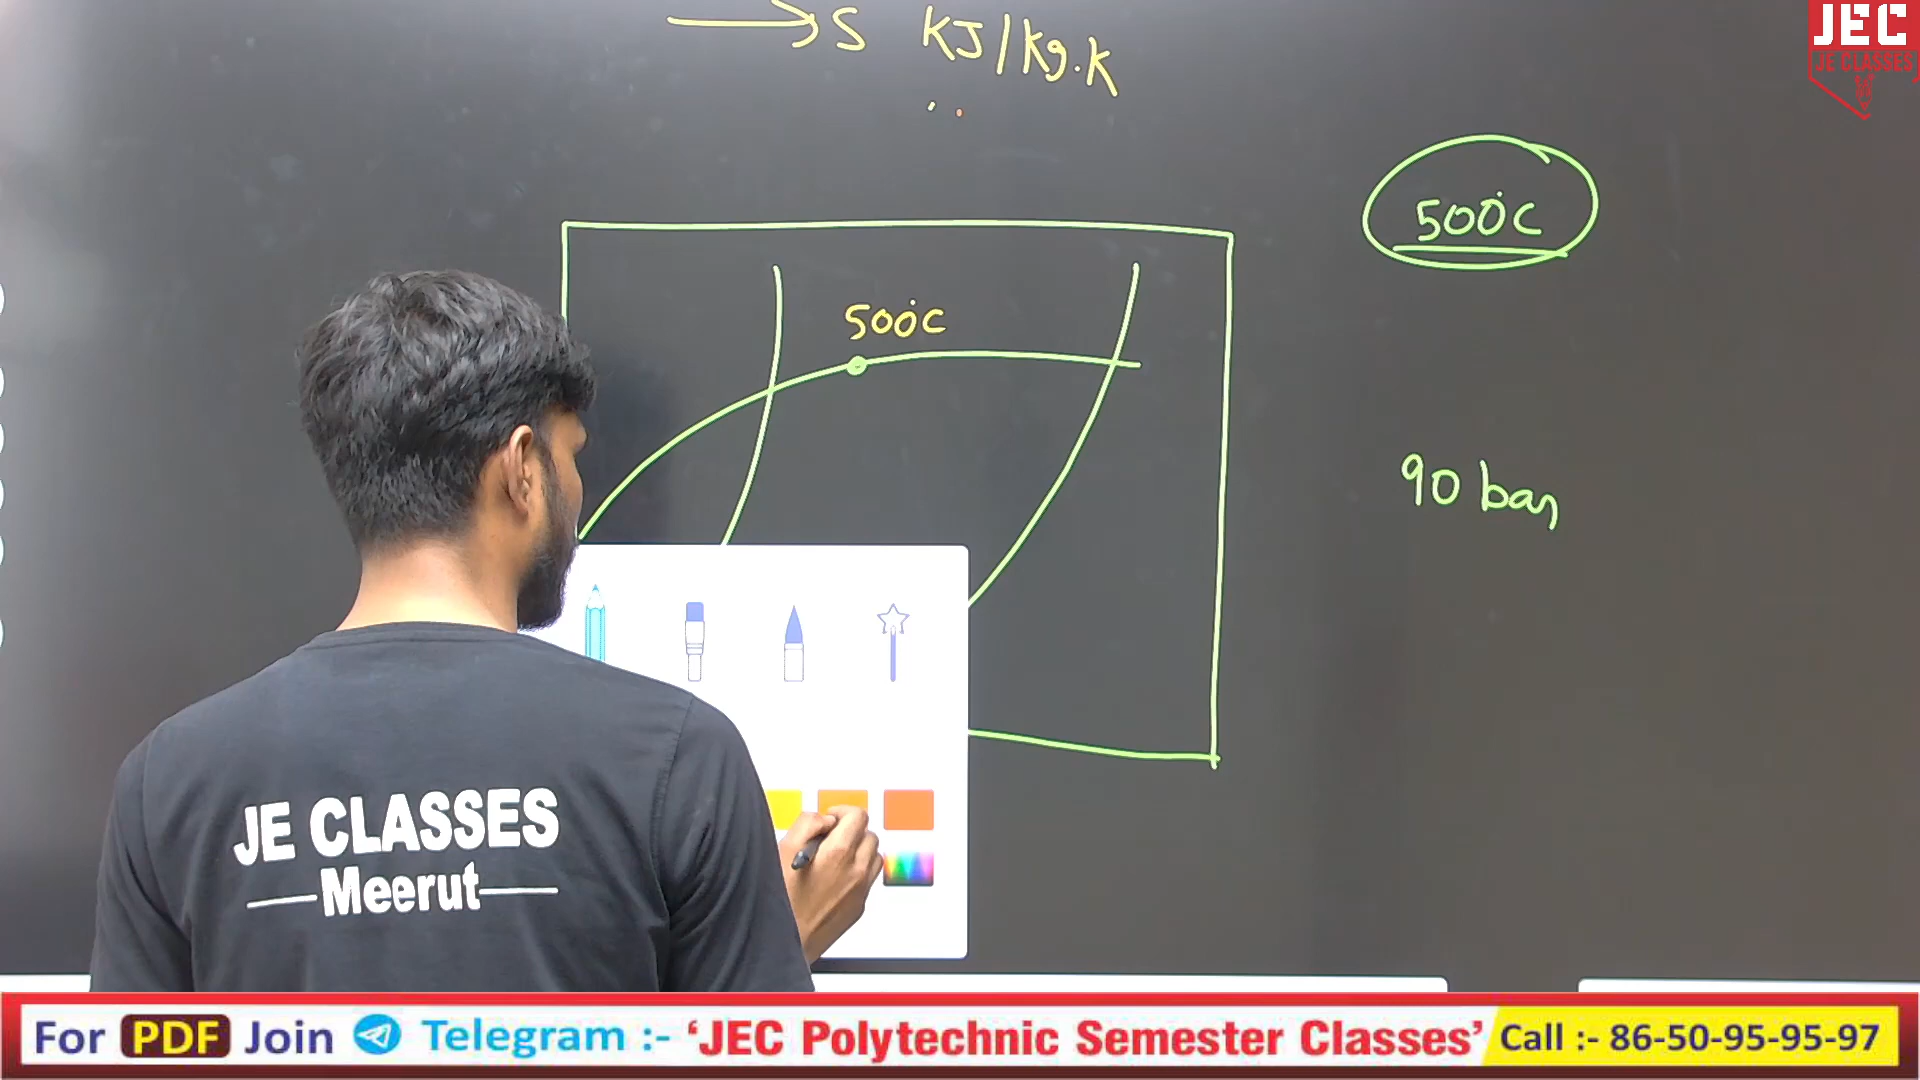 S KJ/Kg.K
JEC
JE CLASSES
500°C
500°C
90 bar
JE CLASSES
Meerut
For PDF Join Telegram :- 'JEC Polytechnic Semester Classes'
Call :- 86-50-95-95-97